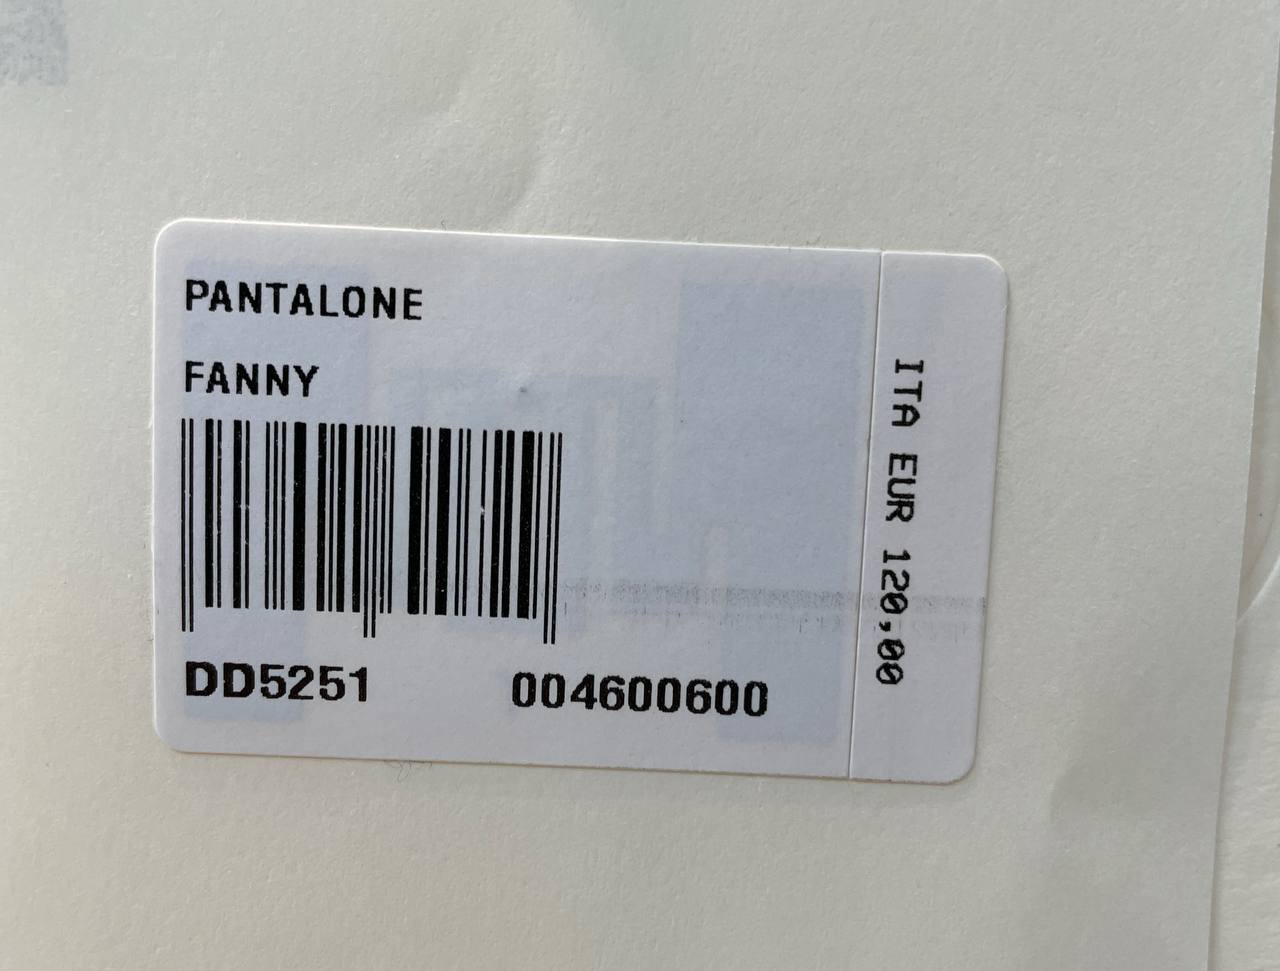 PANTALONE
FANNY
DD5251 004600600
ITA EUR 120,00